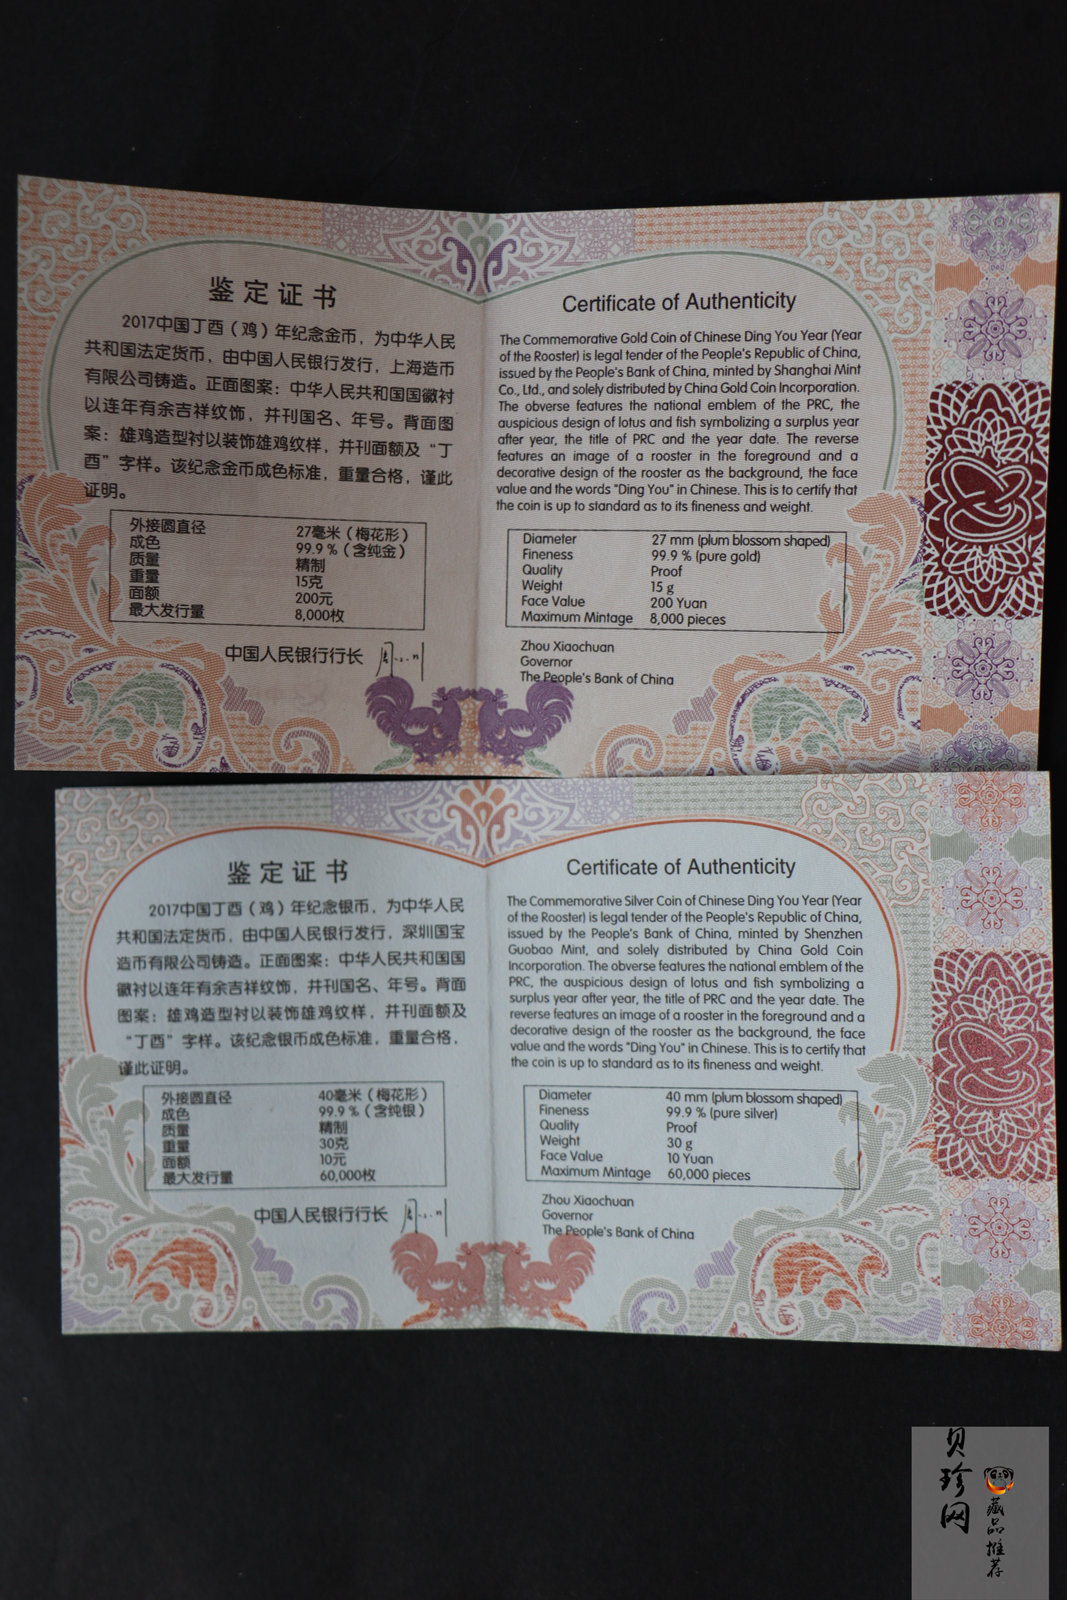 鉴定证书
2017中国丁酉（鸡）年纪念金币，为中华人民
共和国法定货币，由中国人民银行发行，上海造币
有限公司铸造。正面图案：中华人民共和国国徽衬
以连年有余吉祥纹饰，并刊国名、年号。背面图
案：雄鸡造型衬以装饰雄鸡纹样，并刊面额及“丁
酉”字样。该纪念金币成色标准，重量合格，谨此
证明。
外接圆直径 27毫米（梅花形）
成色 99.9％（含纯金）
质量 精制
重量 15克
面额 200元
最大发行量 8,000枚
中国人民银行行长
Certificate of Authenticity
The Commemorative Gold Coin of Chinese Ding You Year (Year
of the Rooster) is legal tender of the People's Republic of China,
issued by the People's Bank of China, minted by Shanghai Mint
Co., Ltd., and solely distributed by China Gold Coin Incorporation.
The obverse features the national emblem of the PRC, the
auspicious design of lotus and fish symbolizing a surplus year
after year, the title of PRC and the year date. The reverse
features an image of a rooster in the foreground and a
decorative design of the rooster as the background, the face
value and the words "Ding You" in Chinese. This is to certify that
the coin is up to standard as to its fineness and weight.
Diameter 27 mm (plum blossom shaped)
Fineness 99.9 % (pure gold)
Quality Proof
Weight 15 g
Face Value 200 Yuan
Maximum Mintage 8,000 pieces
Zhou Xiaochuan
Governor
The People's Bank of China
鉴定证书
2017中国丁酉（鸡）年纪念银币，为中华人民
共和国法定货币，由中国人民银行发行，深圳国宝
造币有限公司铸造。正面图案：中华人民共和国国
徽衬以连年有余吉祥纹饰，并刊国名、年号。背面
图案：雄鸡造型衬以装饰雄鸡纹样，并刊面额及
“丁酉”字样。该纪念银币成色标准，重量合格，
谨此证明。
外接圆直径 40毫米（梅花形）
成色 99.9％（含纯银）
质量 精制
重量 30克
面额 10元
最大发行量 60,000枚
中国人民银行行长
Certificate of Authenticity
The Commemorative Silver Coin of Chinese Ding You Year (Year
of the Rooster) is legal tender of the People's Republic of China,
issued by the People's Bank of China, minted by Shenzhen
Guobao Mint, and solely distributed by China Gold Coin
Incorporation. The obverse features the national emblem of the
PRC, the auspicious design of lotus and fish symbolizing a
surplus year after year, the title of PRC and the year date. The
reverse features an image of a rooster in the foreground and a
decorative design of the rooster as the background, the face
value and the words "Ding You" in Chinese. This is to certify that
the coin is up to standard as to its fineness and weight.
Diameter 40 mm (plum blossom shaped)
Fineness 99.9 % (pure silver)
Quality Proof
Weight 30 g
Face Value 10 Yuan
Maximum Mintage 60,000 pieces
Zhou Xiaochuan
Governor
The People's Bank of China
贝珍网
藏品推荐